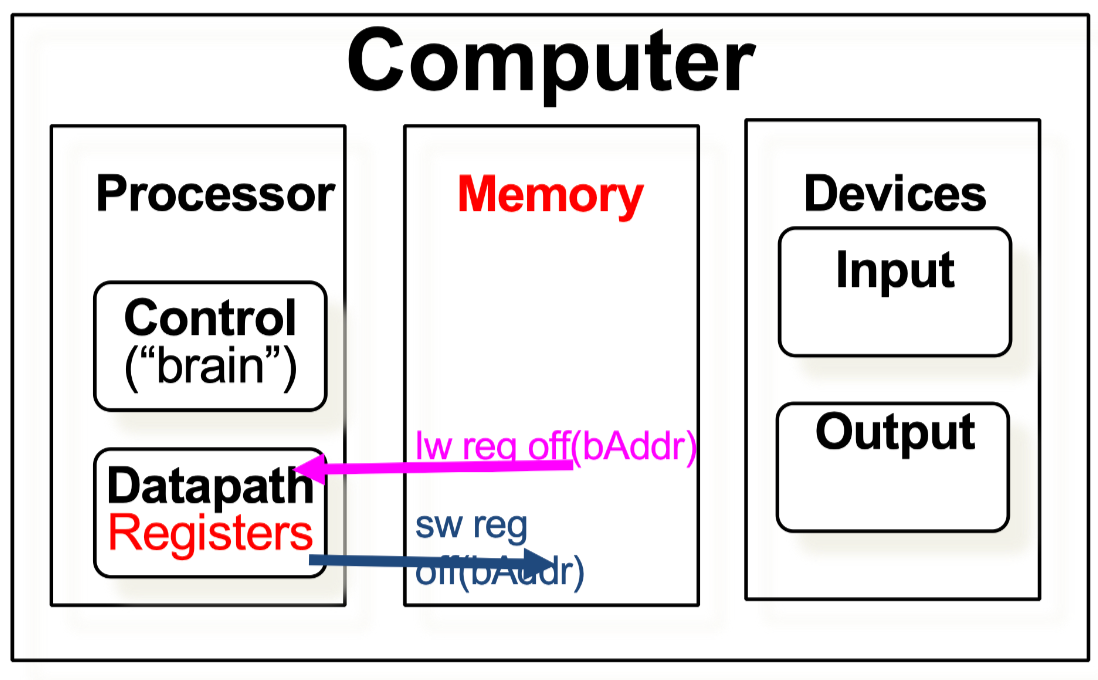 Computer
Processor
Control
(“brain”)
Datapath
Registers
Memory
lw reg off(bAddr)
sw reg
off(bAddr)
Devices
Input
Output